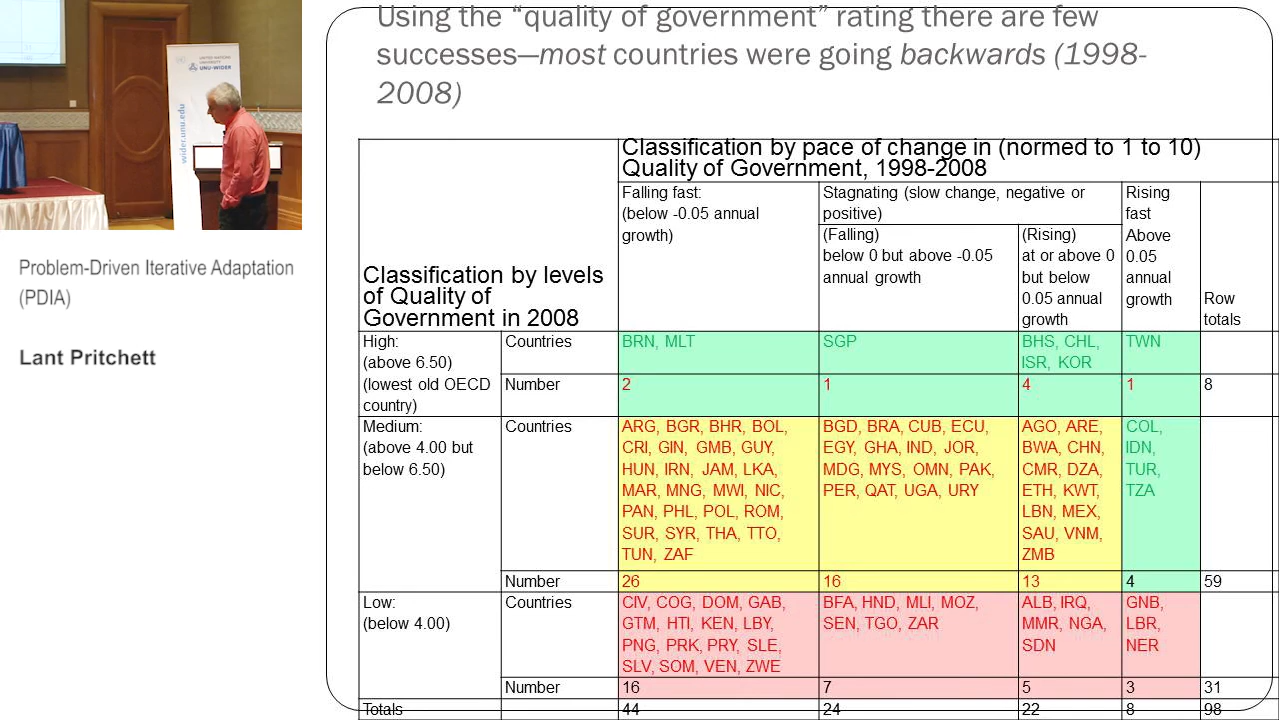 UNITED NATIONS
UNIVERSITY
UNU-WIDER
wider.unu.edu
Problem-Driven Iterative Adaptation
(PDIA)
Lant Pritchett
Using the “quality of government” rating there are few
successes—most countries were going backwards (1998-
2008)
Classification by pace of change in (normed to 1 to 10)
Quality of Government, 1998-2008
Classification by levels
of Quality of
Government in 2008
Falling fast:
(below -0.05 annual
growth)
Stagnating (slow change, negative or
positive)
(Falling)
below 0 but above -0.05
annual growth
(Rising)
at or above 0
but below
0.05 annual
growth
Rising
fast
Above
0.05
annual
growth
Row
totals
High:
(above 6.50)
(lowest old OECD
country)
Countries
BRN, MLT
SGP
BHS, CHL,
ISR, KOR
TWN
Number
2
1
4
1
8
Medium:
(above 4.00 but
below 6.50)
Countries
ARG, BGR, BHR, BOL,
CRI, GIN, GMB, GUY,
HUN, IRN, JAM, LKA,
MAR, MNG, MWI, NIC,
PAN, PHL, POL, ROM,
SUR, SYR, THA, TTO,
TUN, ZAF
BGD, BRA, CUB, ECU,
EGY, GHA, IND, JOR,
MDG, MYS, OMN, PAK,
PER, QAT, UGA, URY
AGO, ARE,
BWA, CHN,
CMR, DZA,
ETH, KWT,
LBN, MEX,
SAU, VNM,
ZMB
COL,
IDN,
TUR,
TZA
Number
26
16
13
4
59
Low:
(below 4.00)
Countries
CIV, COG, DOM, GAB,
GTM, HTI, KEN, LBY,
PNG, PRK, PRY, SLE,
SLV, SOM, VEN, ZWE
BFA, HND, MLI, MOZ,
SEN, TGO, ZAR
ALB, IRQ,
MMR, NGA,
SDN
GNB,
LBR,
NER
Number
16
7
5
3
31
Totals
44
24
22
8
98